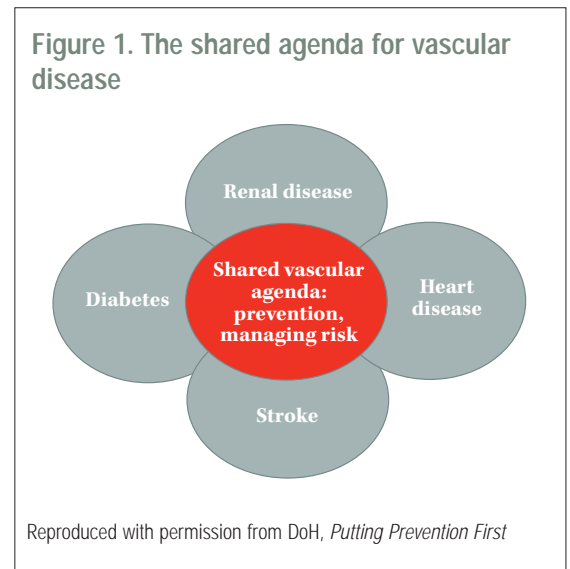 Figure 1. The shared agenda for vascular
disease
Renal disease
Diabetes
Shared vascular
agenda:
prevention,
managing risk
Heart
disease
Stroke
Reproduced with permission from DoH, Putting Prevention First